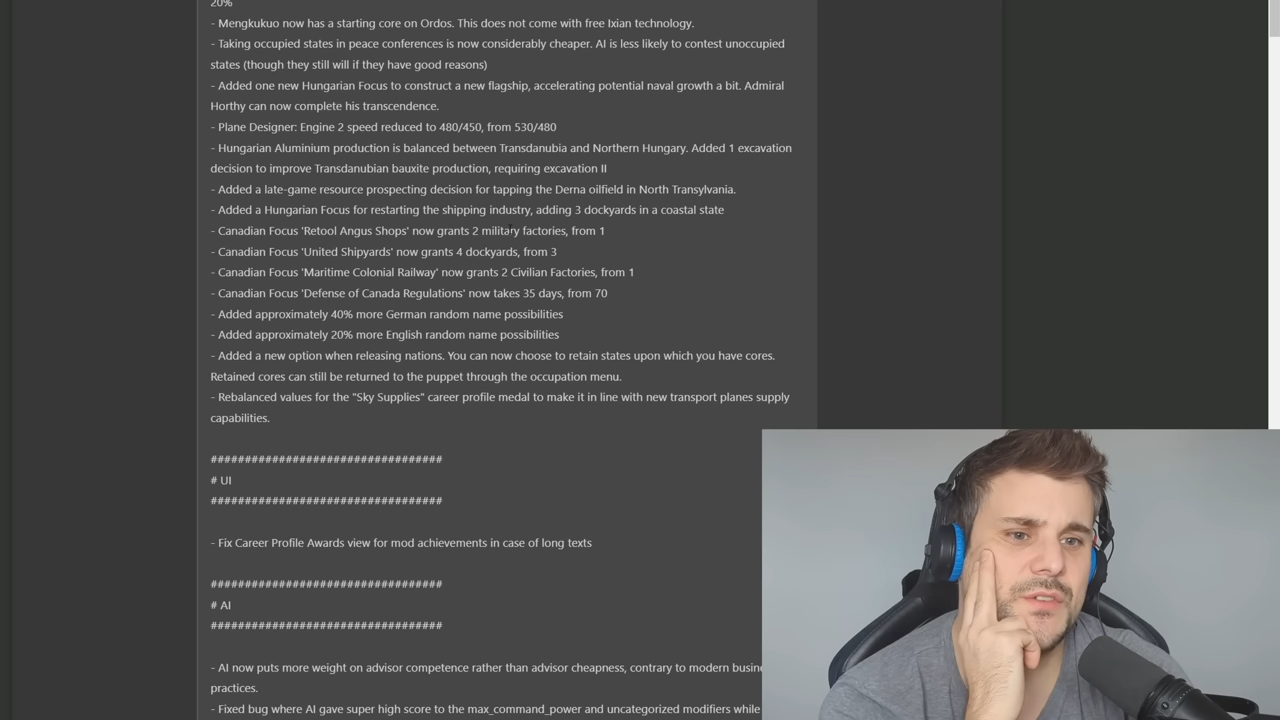 20%
- Mengkukuo now has a starting core on Ordos. This does not come with free Ixian technology.
- Taking occupied states in peace conferences is now considerably cheaper. AI is less likely to contest unoccupied
states (though they still will if they have good reasons)
- Added one new Hungarian Focus to construct a new flagship, accelerating potential naval growth a bit. Admiral
Horthy can now complete his transcendence.
- Plane Designer: Engine 2 speed reduced to 480/450, from 530/480
- Hungarian Aluminium production is balanced between Transdanubia and Northern Hungary. Added 1 excavation
decision to improve Transdanubian bauxite production, requiring excavation II
- Added a late-game resource prospecting decision for tapping the Derna oilfield in North Transylvania.
- Added a Hungarian Focus for restarting the shipping industry, adding 3 dockyards in a coastal state
- Canadian Focus 'Retool Angus Shops' now grants 2 military factories, from 1
- Canadian Focus 'United Shipyards' now grants 4 dockyards, from 3
- Canadian Focus 'Maritime Colonial Railway' now grants 2 Civilian Factories, from 1
- Canadian Focus 'Defense of Canada Regulations' now takes 35 days, from 70
- Added approximately 40% more German random name possibilities
- Added approximately 20% more English random name possibilities
- Added a new option when releasing nations. You can now choose to retain states upon which you have cores.
Retained cores can still be returned to the puppet through the occupation menu.
- Rebalanced values for the "Sky Supplies" career profile medal to make it in line with new transport planes supply
capabilities.
##################################
# UI
##################################
- Fix Career Profile Awards view for mod achievements in case of long texts
##################################
# AI
##################################
- AI now puts more weight on advisor competence rather than advisor cheapness, contrary to modern
practices.
- Fixed bug where AI gave super high score to the max_command_power and uncategorized modifiers while